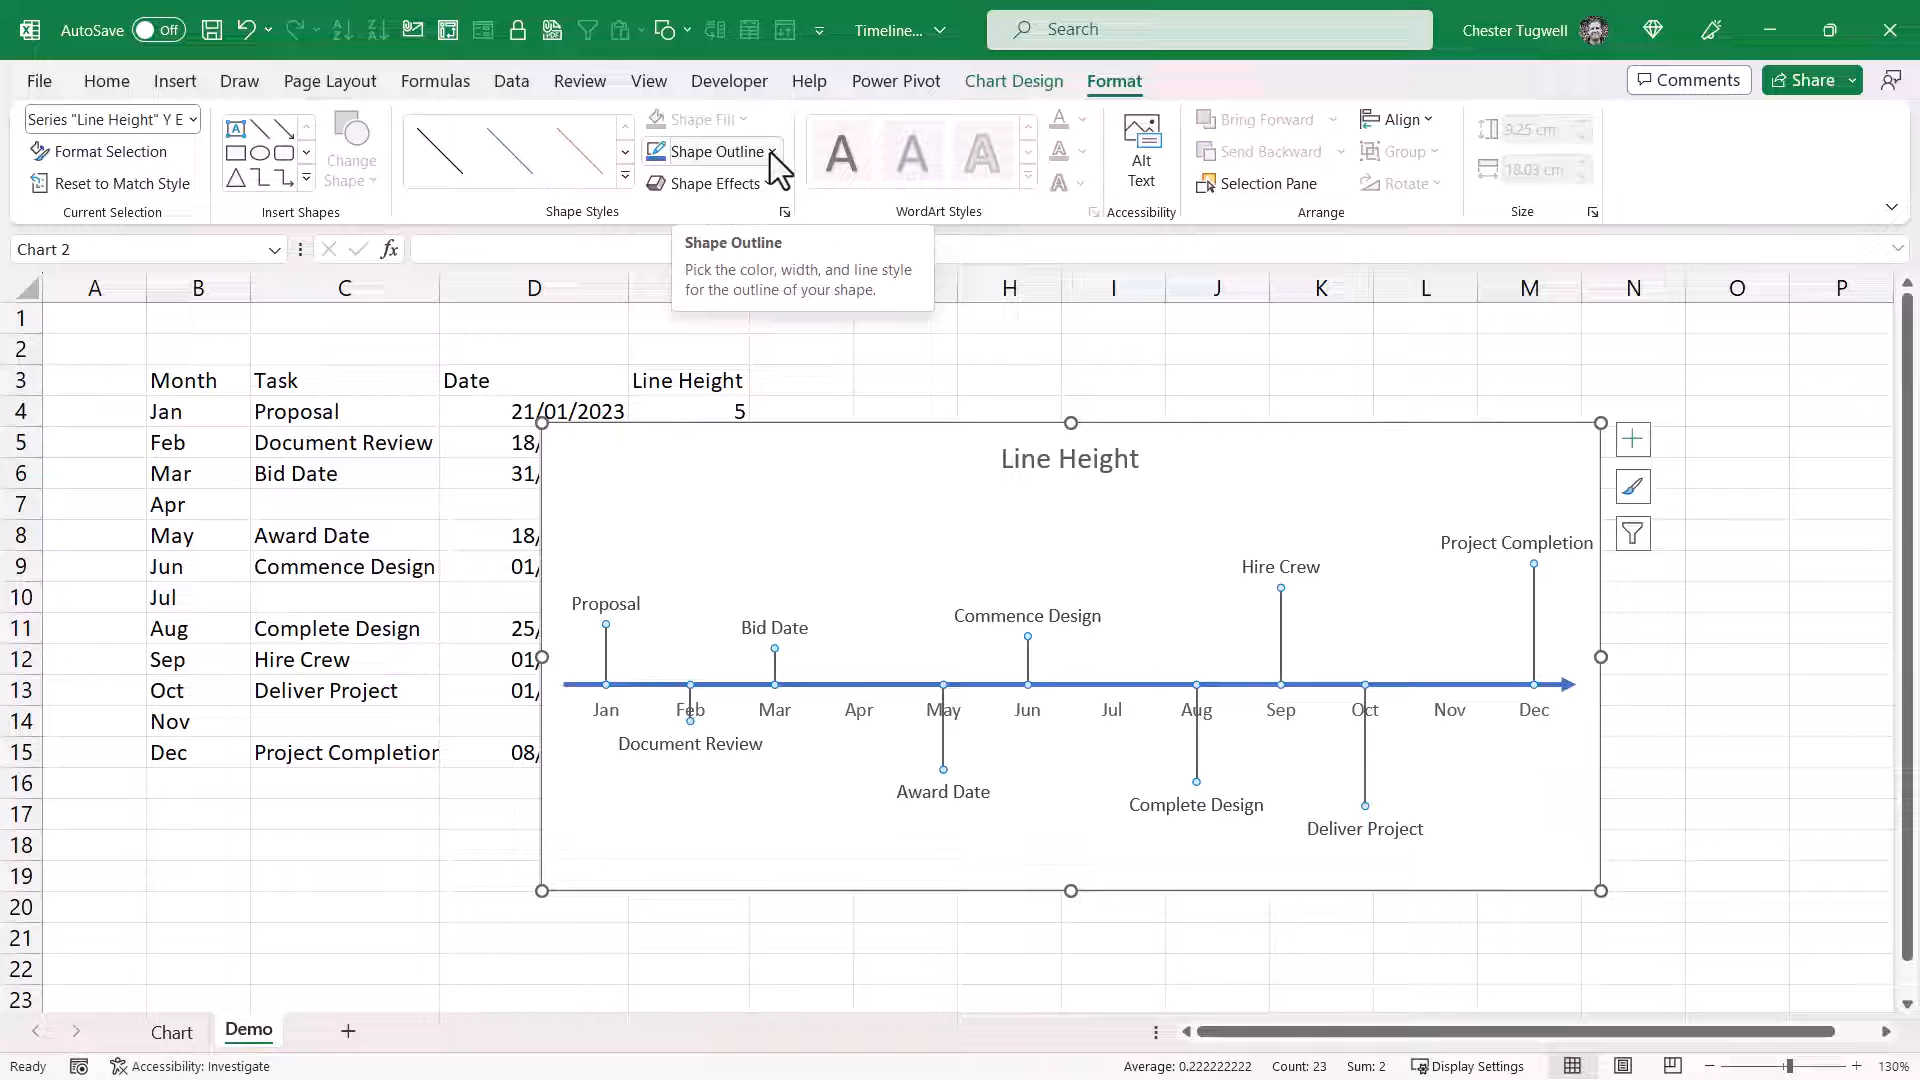 AutoSave Off Timeline... Search Chester Tugwell
File Home Insert Draw Page Layout Formulas Data Review View Developer Help Power Pivot Chart Design Format Comments Share
Series "Line Height" Y E
Format Selection
Reset to Match Style
Current Selection
Change
Shape
Insert Shapes
Shape Fill
Shape Outline
Shape Effects
Shape Styles
WordArt Styles
Alt
Text
Accessibility
Bring Forward
Send Backward
Selection Pane
Align
Group
Rotate
Arrange
9.25 cm
18.03 cm
Size
Chart 2
fx
Shape Outline
Pick the color, width, and line style
for the outline of your shape.
A B C D H I J K L M N O P
1
2
3 Month Task Date Line Height
4 Jan Proposal 21/01/2023 5
5 Feb Document Review 18/
6 Mar Bid Date 31/
7 Apr
8 May Award Date 18/
9 Jun Commence Design 01/
10 Jul
11 Aug Complete Design 25/
12 Sep Hire Crew 01/
13 Oct Deliver Project 01/
14 Nov
15 Dec Project Completion 08/
16
17
18
19
20
21
22
23
Line Height
Project Completion
Hire Crew
Proposal
Commence Design
Bid Date
Jan Feb Mar Apr May Jun Jul Aug Sep Oct Nov Dec
Document Review
Award Date
Complete Design
Deliver Project
Chart Demo
Ready Accessibility: Investigate Average: 0.222222222 Count: 23 Sum: 2 Display Settings 130%